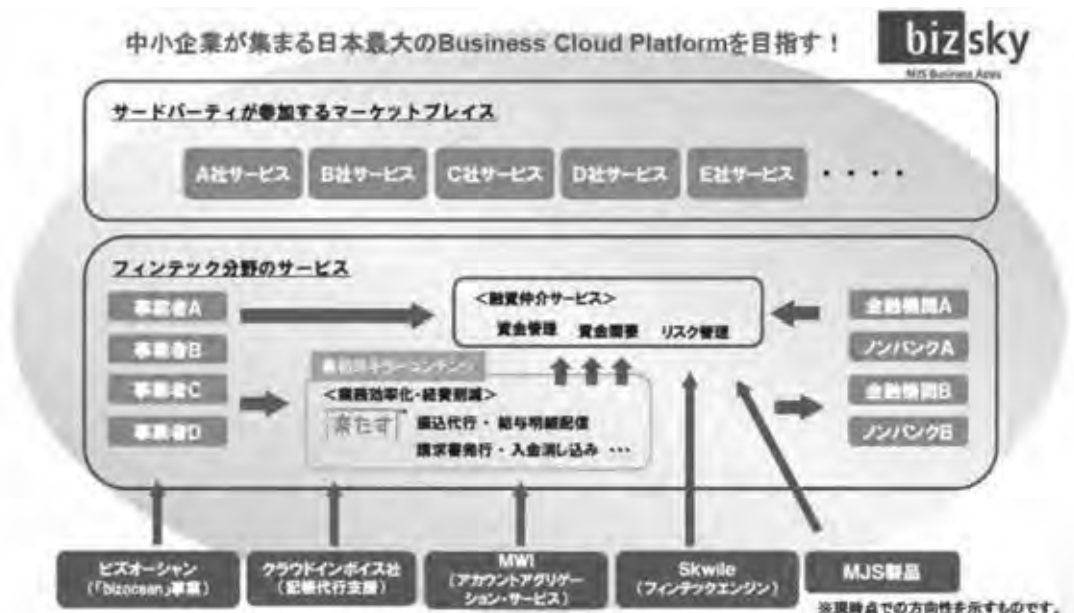 中小企業が集まる日本最大のBusiness Cloud Platformを目指す！
bizsky
MJS Business Apps
サードパーティが参加するマーケットプレイス
A社サービス B社サービス C社サービス D社サービス E社サービス ・・・・
フィンテック分野のサービス
事業者A
事業者B
事業者C
事業者D
＜融資仲介サービス＞
資金管理 資金需要 リスク管理
金融機関A
ノンバンクA
金融機関B
ノンバンクB
最初のキラーコンテンツ
＜業務効率化・経費削減＞
楽たす 振込代行・給与明細配信
請求書発行・入金消し込み ・・・
ビズオーシャン
（「bizocean」事業）
クラウドインボイス社
（記帳代行支援）
MWI
（アカウントアグリゲー
ション・サービス）
Skwile
（フィンテックエンジン）
MJS製品
※現時点での方向性を示すものです。